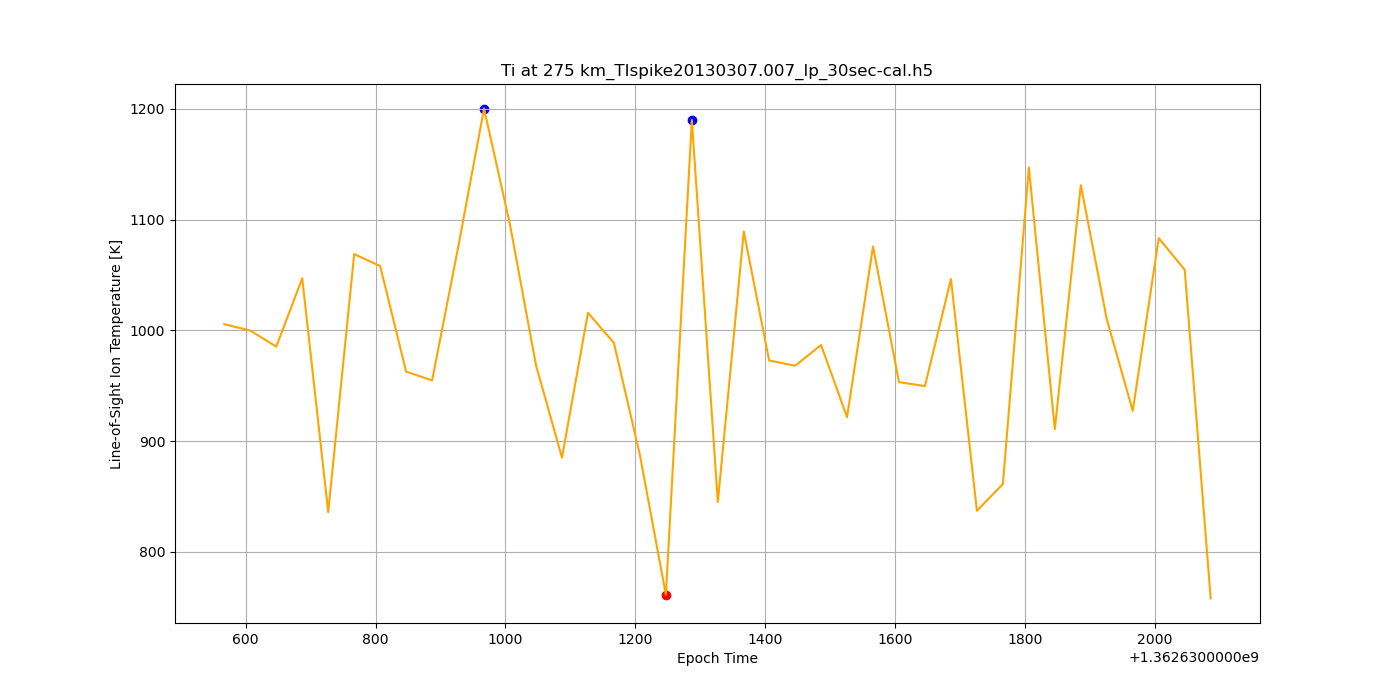 Ti at 275 km_TIspike20130307.007_lp_30sec-cal.h5
Line-of-Sight Ion Temperature [K]
1200
1100
1000
900
800
600 800 1000 1200 1400 1600 1800 2000
Epoch Time
+1.3626300000e9